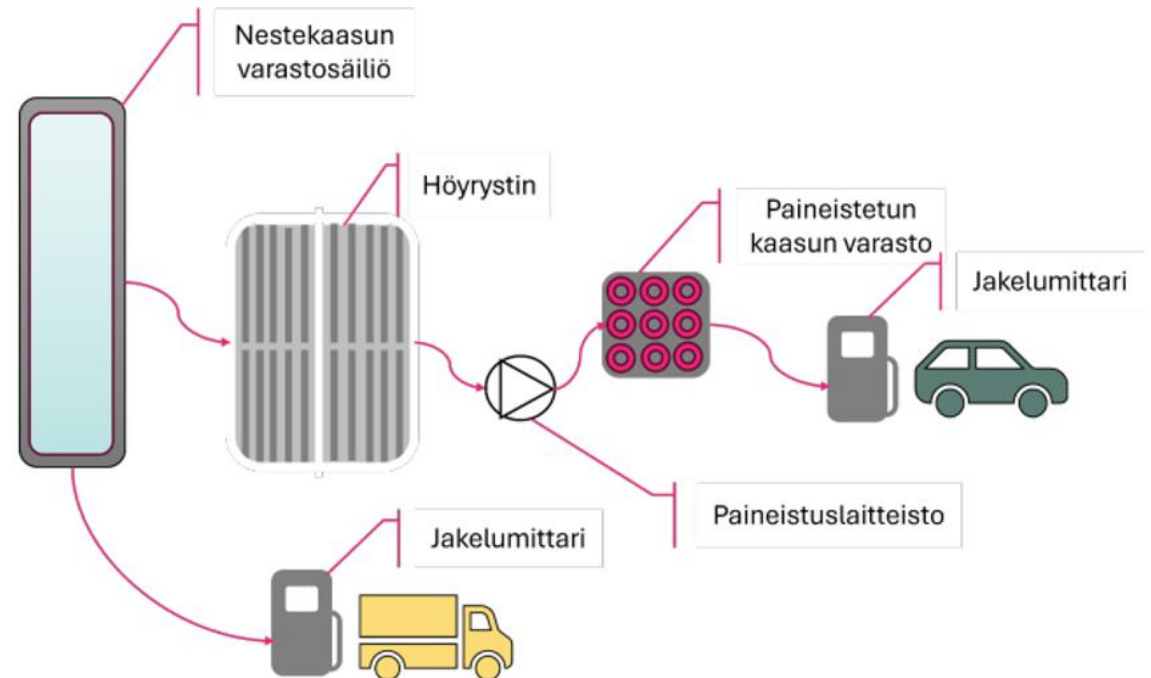 Nestekaasun
varastosäiliö
Höyrystin
Paineistetun
kaasun varasto
Jakelumittari
Paineistuslaitteisto
Jakelumittari